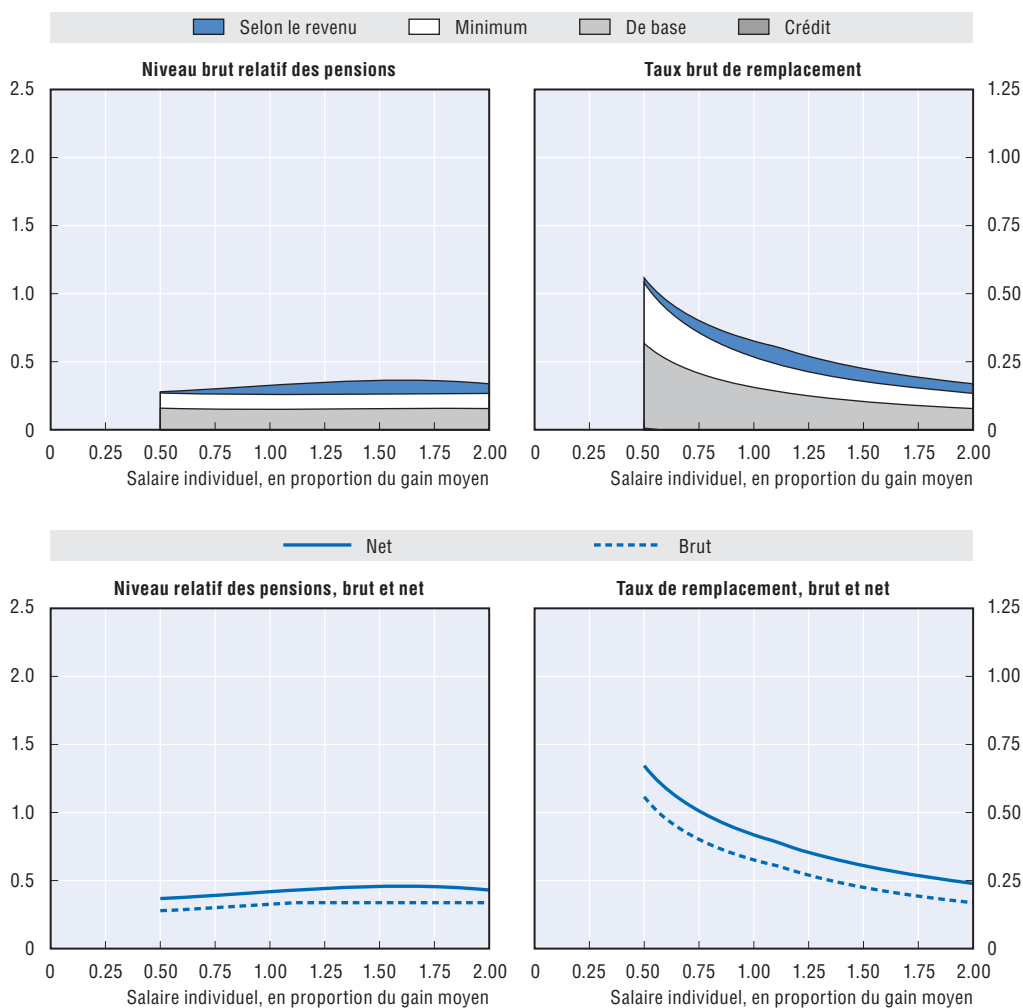 Selon le revenu Minimum De base Crédit
Niveau brut relatif des pensions
2.5
2.0
1.5
1.0
0.5
0
0 0.25 0.50 0.75 1.00 1.25 1.50 1.75 2.00
Salaire individuel, en proportion du gain moyen
Taux brut de remplacement
1.25
1.00
0.75
0.50
0.25
0
0 0.25 0.50 0.75 1.00 1.25 1.50 1.75 2.00
Salaire individuel, en proportion du gain moyen
Net Brut
Niveau relatif des pensions, brut et net
2.5
2.0
1.5
1.0
0.5
0
0 0.25 0.50 0.75 1.00 1.25 1.50 1.75 2.00
Salaire individuel, en proportion du gain moyen
Taux de remplacement, brut et net
1.25
1.00
0.75
0.50
0.25
0
0 0.25 0.50 0.75 1.00 1.25 1.50 1.75 2.00
Salaire individuel, en proportion du gain moyen